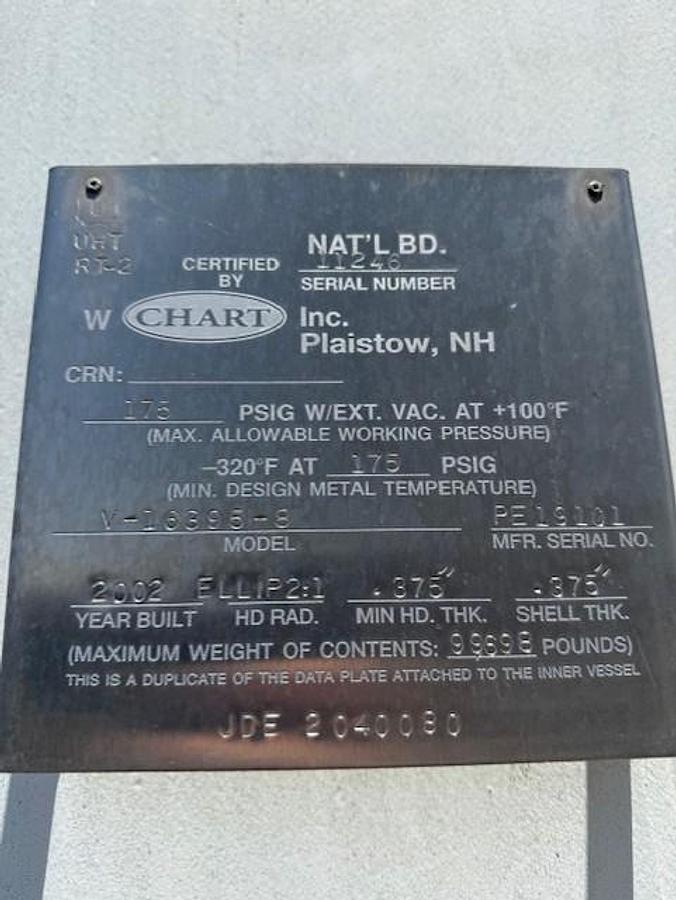 UHT
RT-2
NAT'L BD.
11246
CERTIFIED BY
SERIAL NUMBER
W CHART Inc.
Plaistow, NH
CRN:
175 PSIG W/EXT. VAC. AT +100°F
(MAX. ALLOWABLE WORKING PRESSURE)
–320°F AT 175 PSIG
(MIN. DESIGN METAL TEMPERATURE)
V-16395-8 PE19101
MODEL MFR. SERIAL NO.
2002 ELLIP2:1 .375" .375"
YEAR BUILT HD RAD. MIN HD. THK. SHELL THK.
(MAXIMUM WEIGHT OF CONTENTS: 99698 POUNDS)
THIS IS A DUPLICATE OF THE DATA PLATE ATTACHED TO THE INNER VESSEL
JDE 2040080